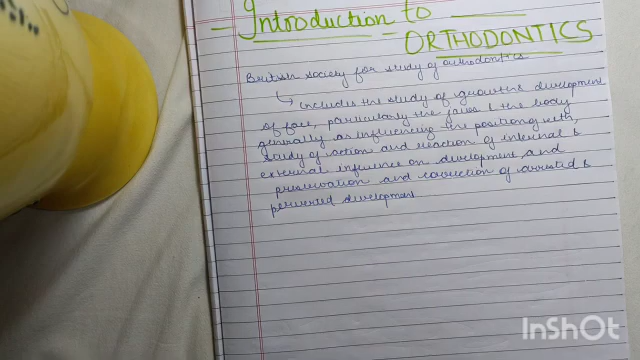 Introduction to
ORTHODONTICS
British society for study of orthodontics
↳ includes the study of growth & development
of face, particularly the jaws & the body
generally as influencing the position of teeth,
study of action and reaction of internal &
external influence on development, and
preservation and correction of arrested &
perverted development
InShOt